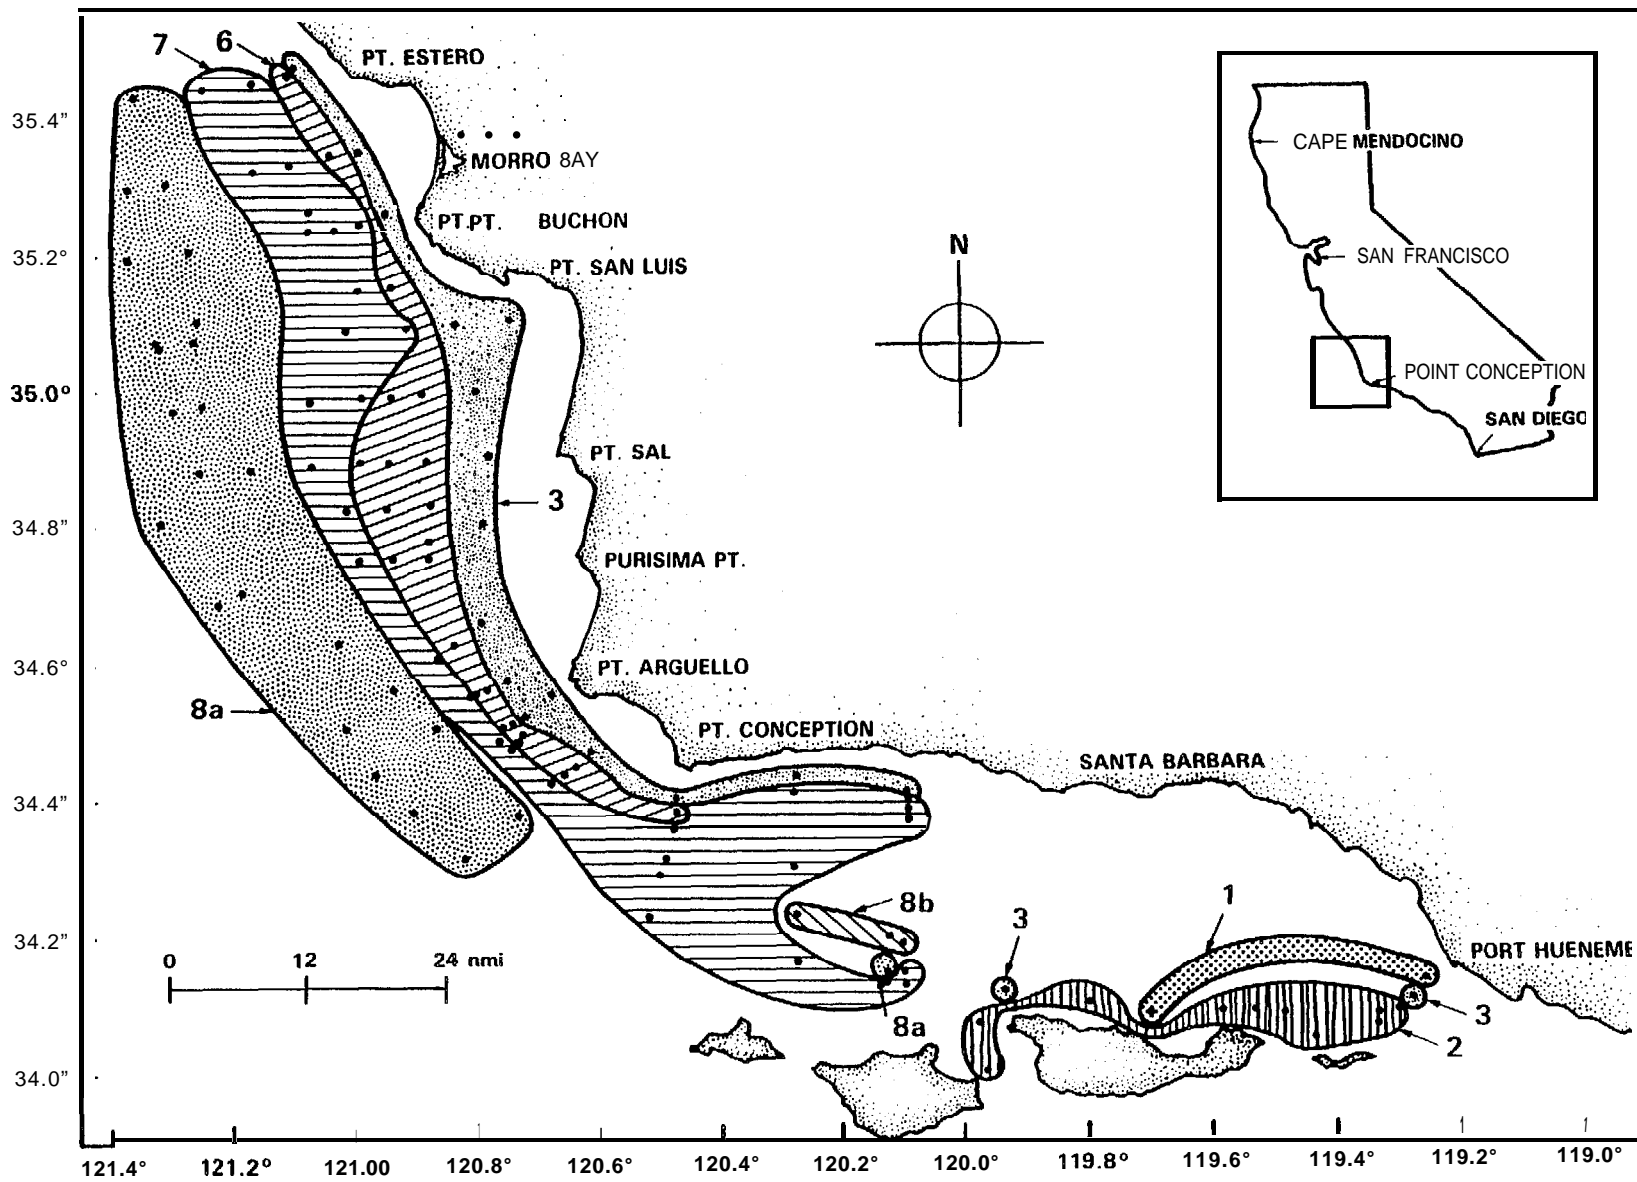 7 6
PT. ESTERO
35.4"
CAPE MENDOCINO
MORRO 8AY
PT.PT. BUCHON
N
35.2°
PT. SAN LUIS
SAN FRANCISCO
POINT CONCEPTION
35.0°
SAN DIEGO
PT. SAL
3
34.8"
PURISIMA PT.
34.6°
PT. ARGUELLO
8a
PT. CONCEPTION
SANTA BARBARA
34.4"
8b
1
3
34.2"
PORT HUENEME
0 12 24 nmi
3
8a
2
34.0"
121.4° 121.2° 121.00 120.8° 120.6° 120.4° 120.2° 120.0° 119.8° 119.6° 119.4° 119.2° 119.0°